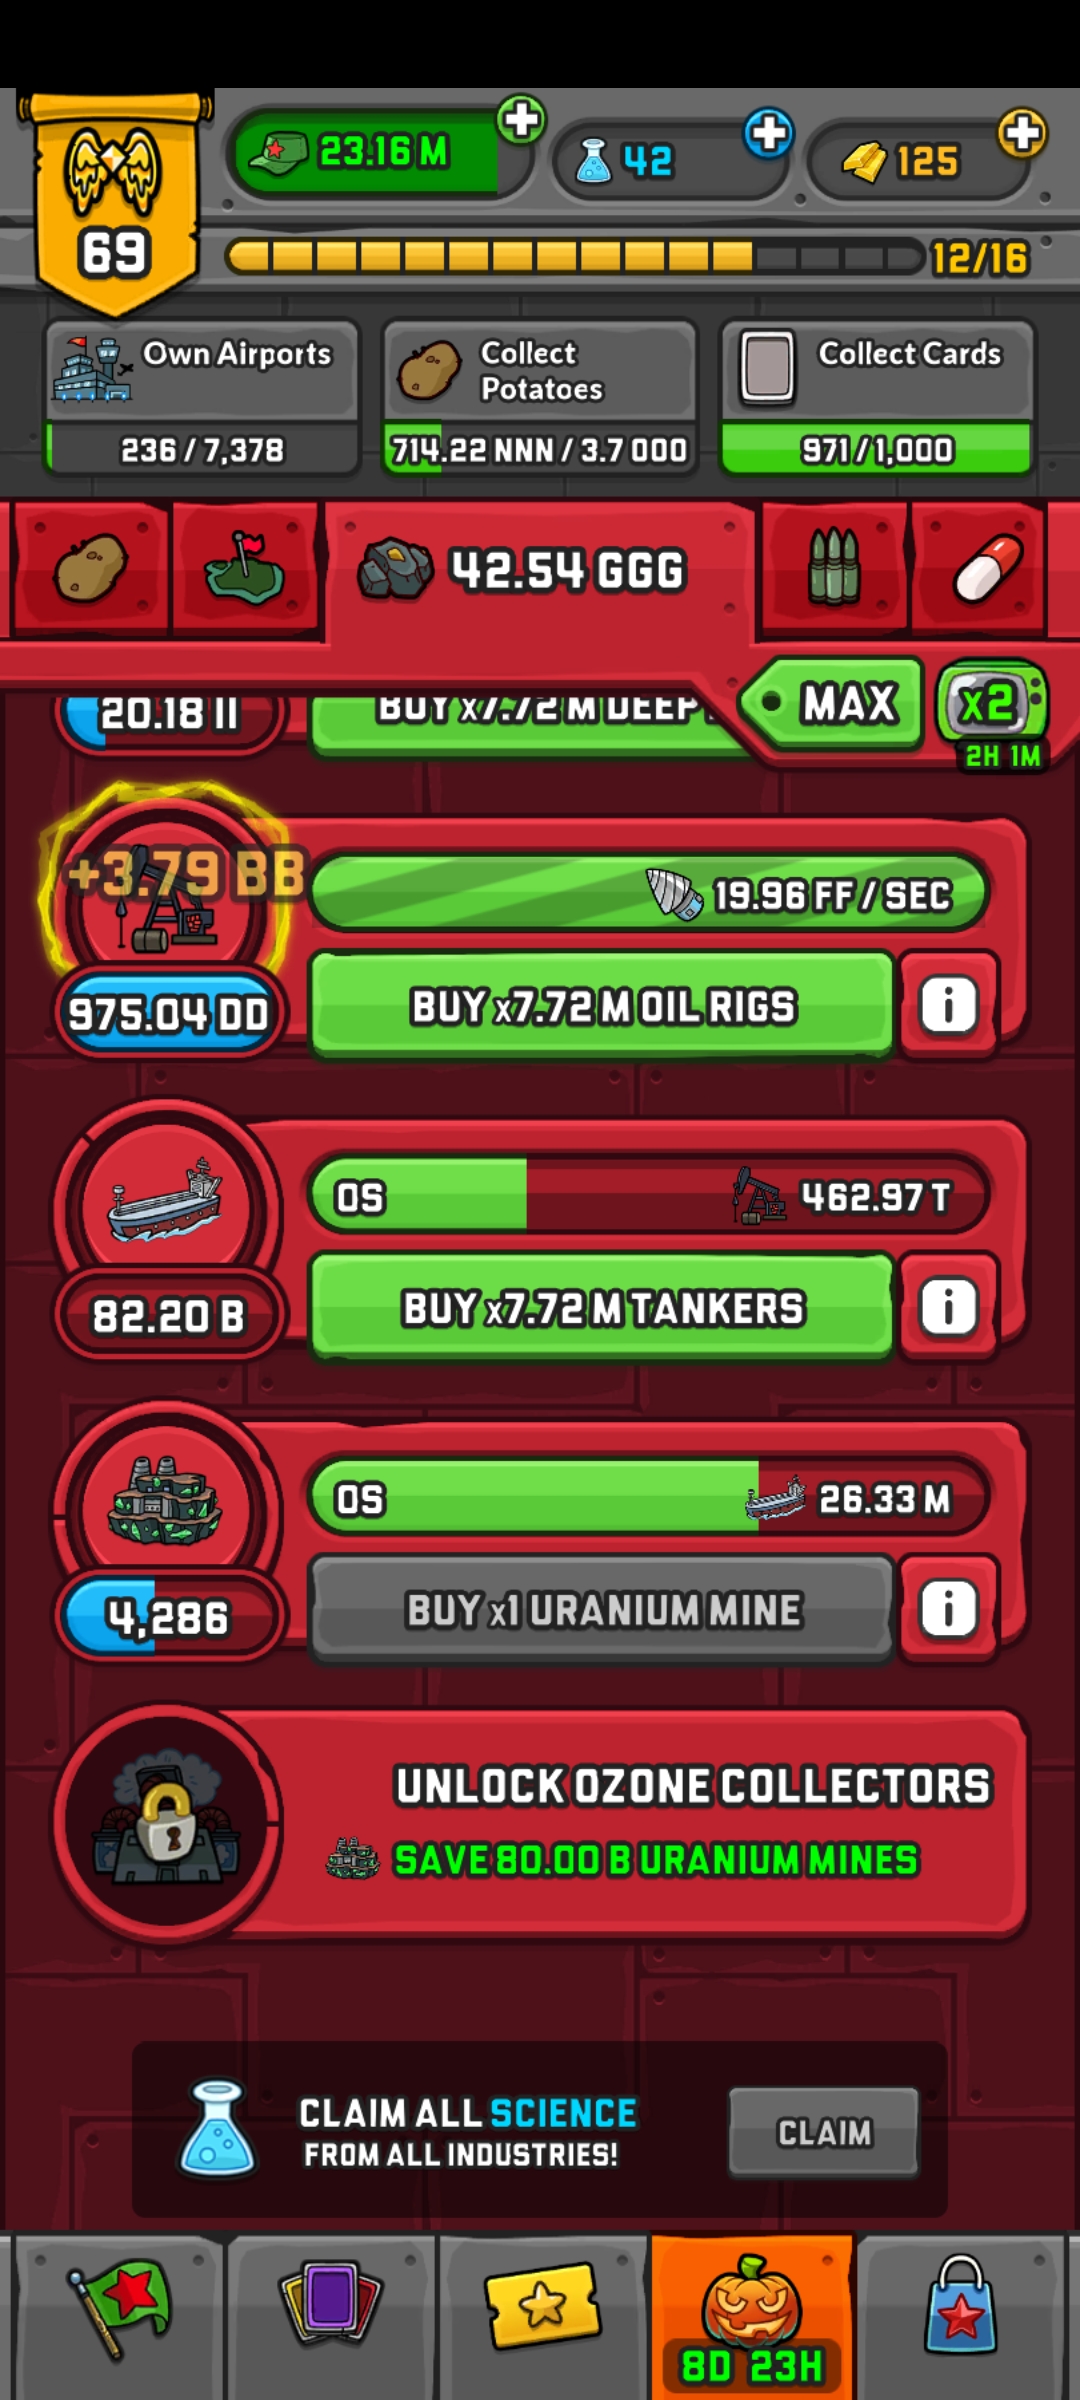 69
23.16 M
42
125
12/16
Own Airports
236 / 7,378
Collect
Potatoes
714.22 NNN / 3.7 OOO
Collect Cards
971 / 1,000
42.54 GGG
MAX
x2
2H 1M
20.18 II
BUY x7.72 M DEEP
+3.79 BB
19.96 FF / SEC
975.04 DD
BUY x7.72 M OIL RIGS
i
0S
462.97 T
82.20 B
BUY x7.72 M TANKERS
i
0S
26.33 M
4,286
BUY x1 URANIUM MINE
i
UNLOCK OZONE COLLECTORS
SAVE 80.00 B URANIUM MINES
CLAIM ALL SCIENCE
FROM ALL INDUSTRIES!
CLAIM
8D 23H